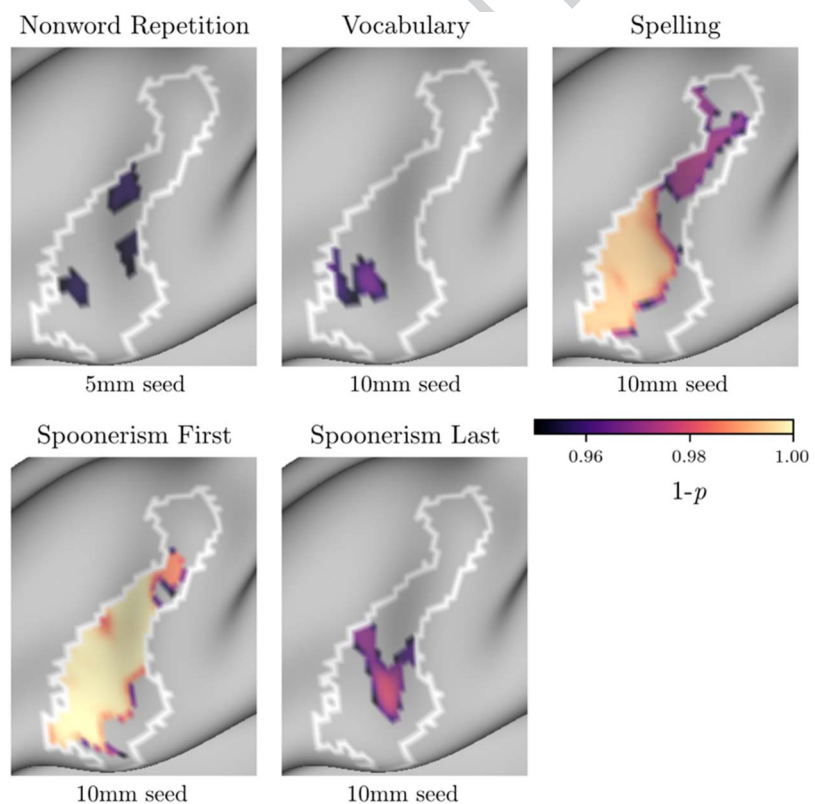 Nonword Repetition
Vocabulary
Spelling
5mm seed
10mm seed
10mm seed
Spoonerism First
Spoonerism Last
0.96
0.98
1.00
1-p
10mm seed
10mm seed